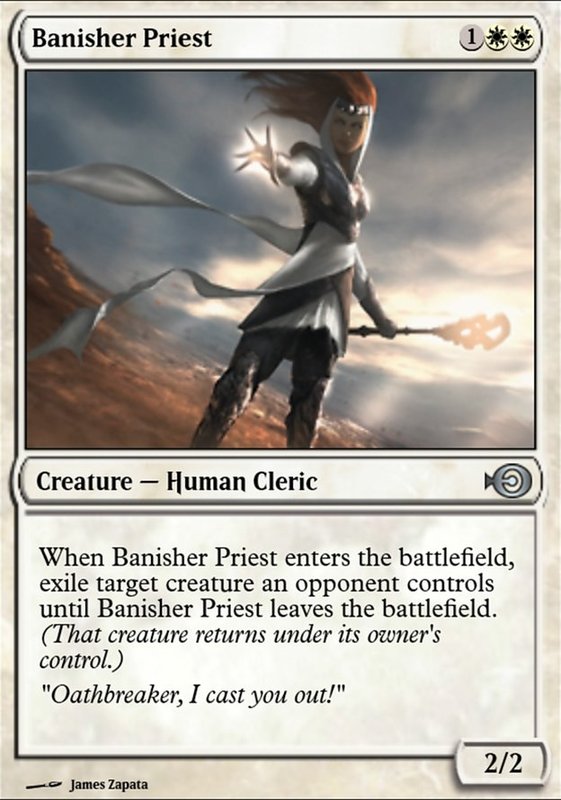 Banisher Priest 1
Creature — Human Cleric
When Banisher Priest enters the battlefield,
exile target creature an opponent controls
until Banisher Priest leaves the battlefield.
(That creature returns under its owner's
control.)
"Oathbreaker, I cast you out!"
2/2
James Zapata